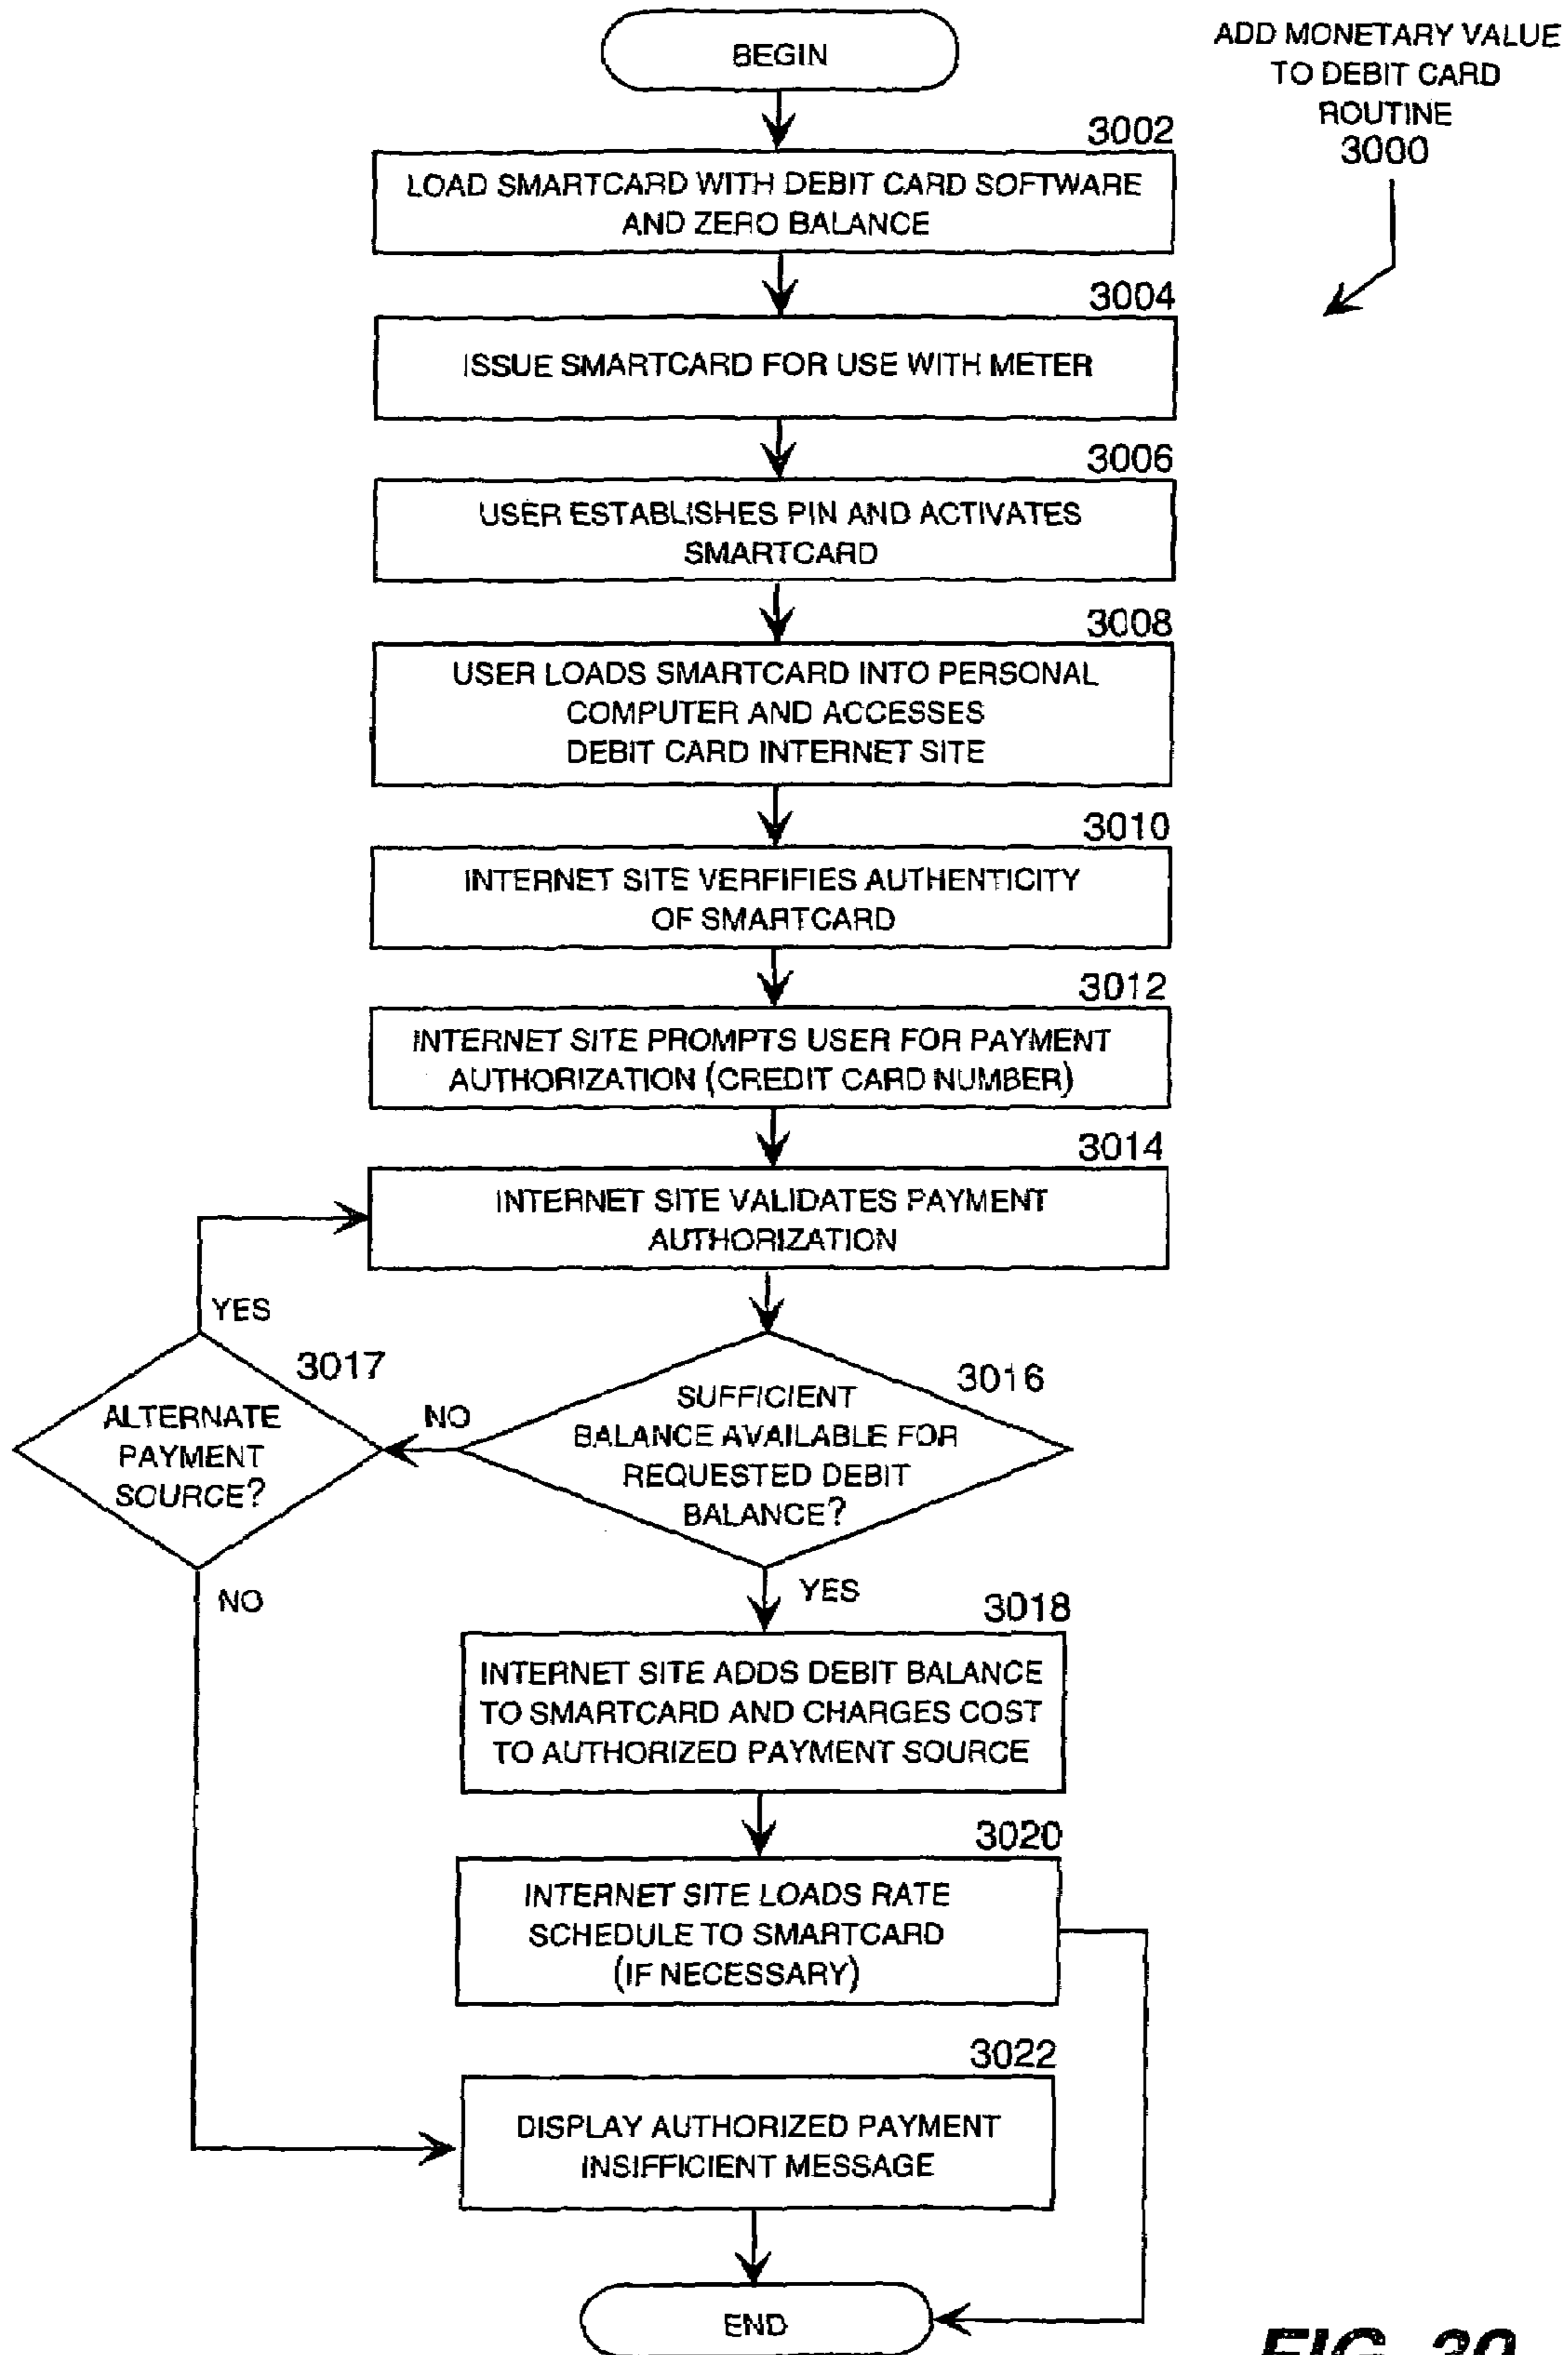 BEGIN
ADD MONETARY VALUE
TO DEBIT CARD
ROUTINE
3000
3002
LOAD SMARTCARD WITH DEBIT CARD SOFTWARE
AND ZERO BALANCE
3004
ISSUE SMARTCARD FOR USE WITH METER
3006
USER ESTABLISHES PIN AND ACTIVATES
SMARTCARD
3008
USER LOADS SMARTCARD INTO PERSONAL
COMPUTER AND ACCESSES
DEBIT CARD INTERNET SITE
3010
INTERNET SITE VERFIFIES AUTHENTICITY
OF SMARTCARD
3012
INTERNET SITE PROMPTS USER FOR PAYMENT
AUTHORIZATION (CREDIT CARD NUMBER)
3014
INTERNET SITE VALIDATES PAYMENT
AUTHORIZATION
YES
3017
ALTERNATE
PAYMENT
SOURCE?
NO
3016
SUFFICIENT
BALANCE AVAILABLE FOR
REQUESTED DEBIT
BALANCE?
NO
YES
3018
INTERNET SITE ADDS DEBIT BALANCE
TO SMARTCARD AND CHARGES COST
TO AUTHORIZED PAYMENT SOURCE
3020
INTERNET SITE LOADS RATE
SCHEDULE TO SMARTCARD
(IF NECESSARY)
3022
DISPLAY AUTHORIZED PAYMENT
INSIFFICIENT MESSAGE
END
FIG. 30